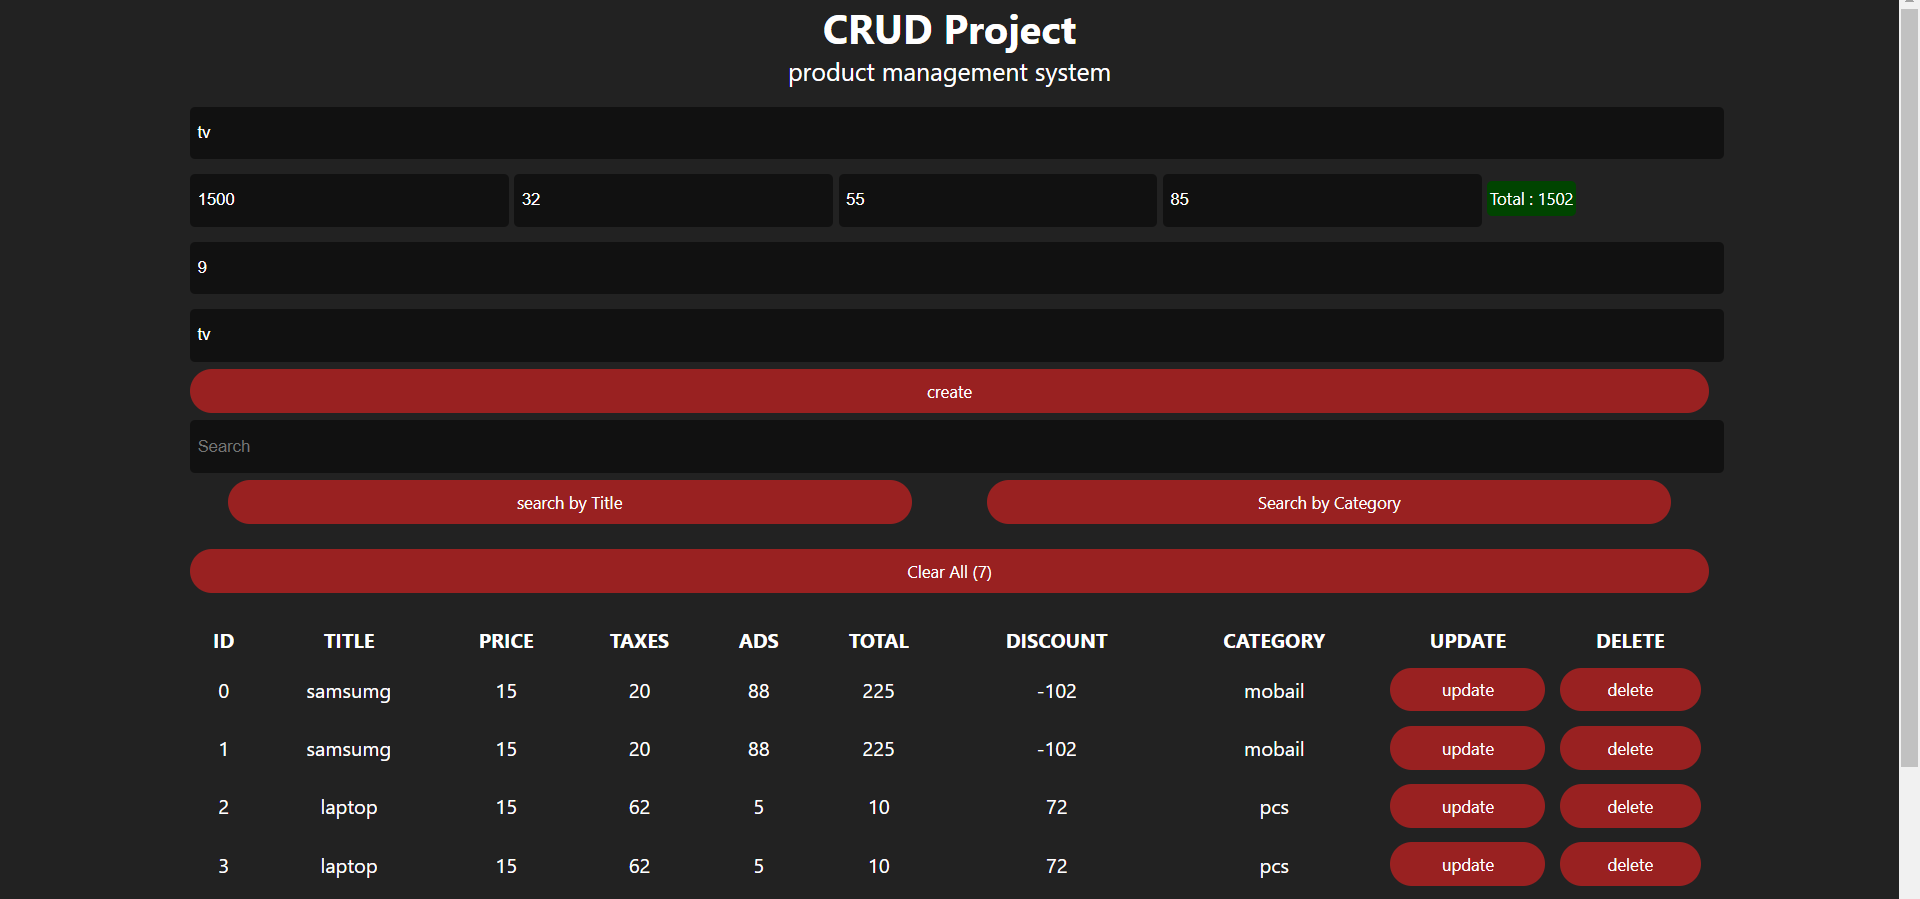 CRUD Project
product management system
tv
1500 32 55 85 Total : 1502
9
tv
create
Search
search by Title Search by Category
Clear All (7)
ID TITLE PRICE TAXES ADS TOTAL DISCOUNT CATEGORY UPDATE DELETE
0 samsumg 15 20 88 225 -102 mobail update delete
1 samsumg 15 20 88 225 -102 mobail update delete
2 laptop 15 62 5 10 72 pcs update delete
3 laptop 15 62 5 10 72 pcs update delete